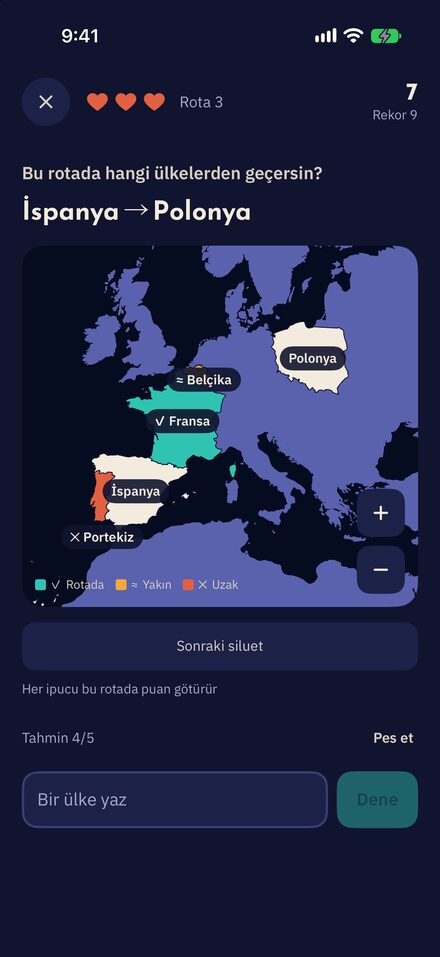 9:41
Rota 3
7
Rekor 9
Bu rotada hangi ülkelerden geçersin?
İspanya → Polonya
Polonya
≈ Belçika
✓ Fransa
İspanya
× Portekiz
+
−
✓ Rotada ≈ Yakın × Uzak
Sonraki siluet
Her ipucu bu rotada puan götürür
Tahmin 4/5
Pes et
Bir ülke yaz
Dene